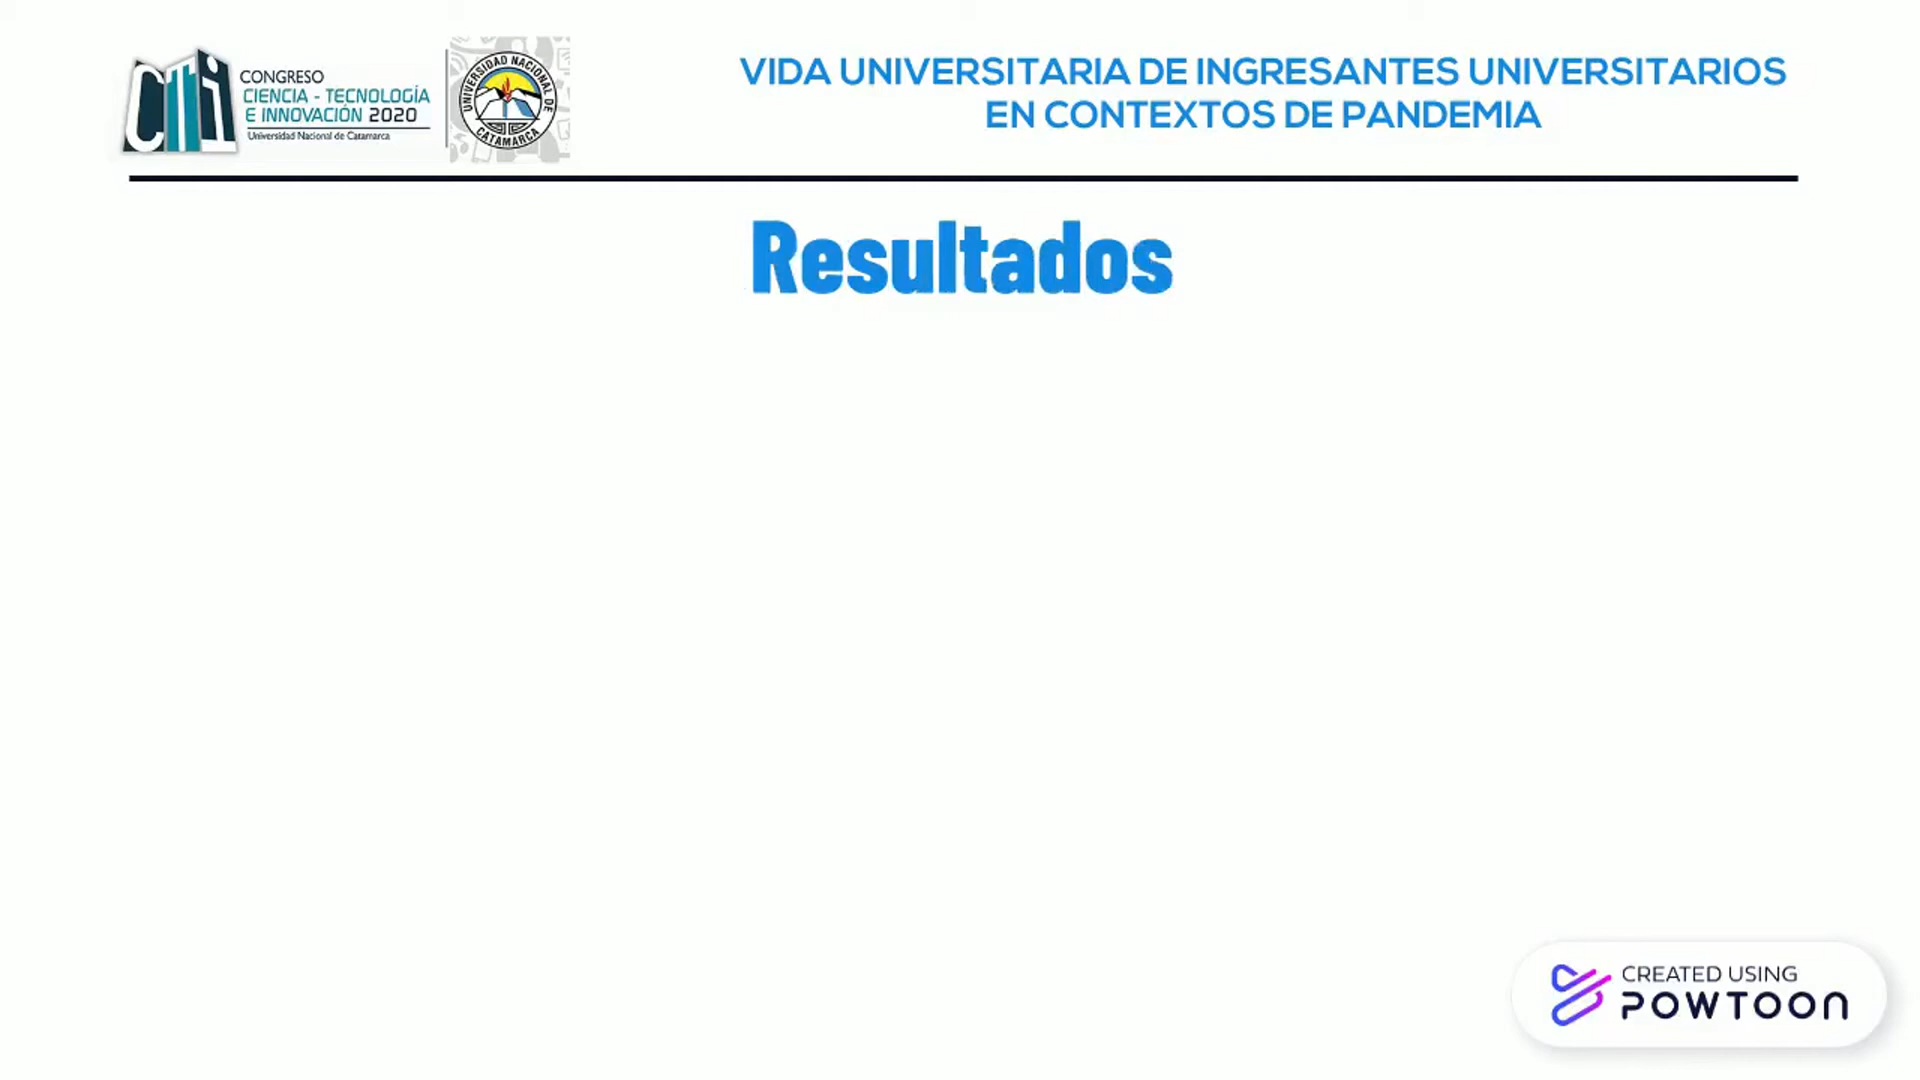 CTi
CONGRESO
CIENCIA - TECNOLOGÍA
E INNOVACIÓN 2020
Universidad Nacional de Catamarca
UNIVERSIDAD NACIONAL DE
CATAMARCA
VIDA UNIVERSITARIA DE INGRESANTES UNIVERSITARIOS
EN CONTEXTOS DE PANDEMIA
Resultados
CREATED USING
POWTOON